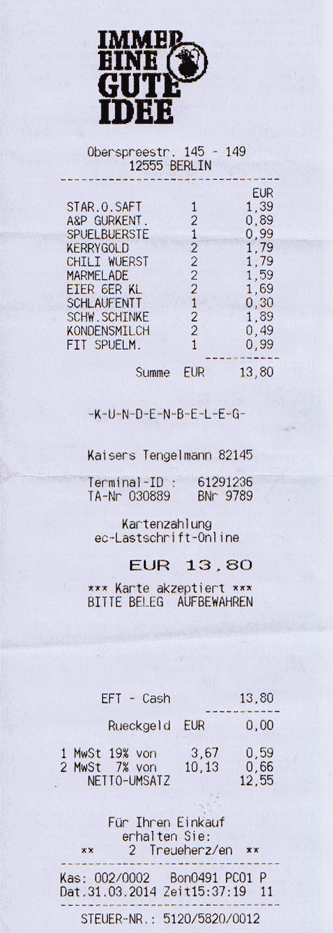 IMMER
EINE
GUTE
IDEE
Oberspreestr. 145 - 149
12555 BERLIN
EUR
STAR.O.SAFT 1 1,39
A&P GURKENT. 2 0,89
SPUELBUERSTE 1 0,99
KERRYGOLD 2 1,79
CHILI WUERST 2 1,79
MARMELADE 2 1,59
EIER 6ER KL 2 1,69
SCHLAUFENTT 1 0,30
SCHW.SCHINKE 2 1,89
KONDENSMILCH 2 0,49
FIT SPUELM. 1 0,99
Summe EUR 13,80
-K-U-N-D-E-N-B-E-L-E-G-
Kaisers Tengelmann 82145
Terminal-ID : 61291236
TA-Nr 030889 BNr 9789
Kartenzahlung
ec-Lastschrift-Online
EUR 13,80
*** Karte akzeptiert ***
BITTE BELEG AUFBEWAHREN
EFT - Cash 13,80
Rueckgeld EUR 0,00
1 MwSt 19% von 3,67 0,59
2 MwSt 7% von 10,13 0,66
NETTO-UMSATZ 12,55
Für Ihren Einkauf
erhalten Sie:
** 2 Treueherz/en **
Kas: 002/0002 Bon0491 PC01 P
Dat.31.03.2014 Zeit15:37:19 11
STEUER-NR.: 5120/5820/0012